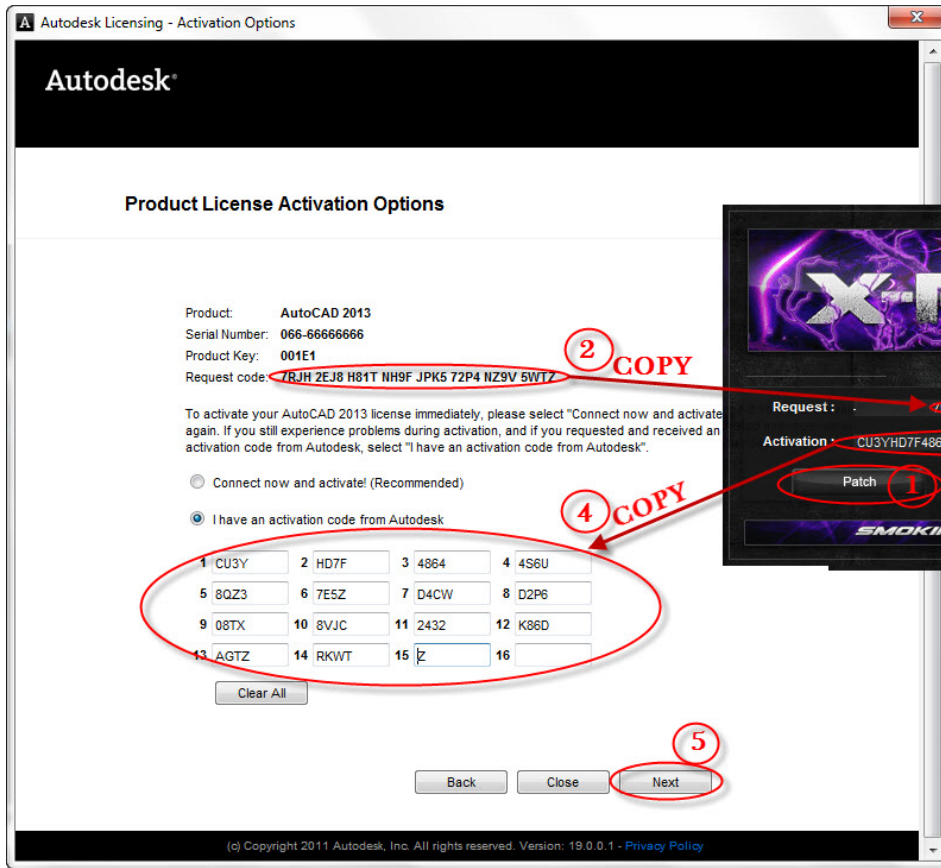 Autodesk Licensing - Activation Options
Autodesk®
Product License Activation Options
Product: AutoCAD 2013
Serial Number: 066-66666666
Product Key: 001E1
Request code: 7RJH 2EJ8 H81T NH9F JPK5 72P4 NZ9V 5WTZ
2 COPY
To activate your AutoCAD 2013 license immediately, please select "Connect now and activate
again. If you still experience problems during activation, and if you requested and received an
activation code from Autodesk, select "I have an activation code from Autodesk".
Connect now and activate! (Recommended)
I have an activation code from Autodesk
4 COPY
1 CU3Y 2 HD7F 3 4864 4 4S6U
5 8QZ3 6 7E5Z 7 D4CW 8 D2P6
9 08TX 10 8VJC 11 2432 12 K86D
13 AGTZ 14 RKWT 15 Z 16
Clear All
5
Back Close Next
(c) Copyright 2011 Autodesk, Inc. All rights reserved. Version: 19.0.0.1 - Privacy Policy
Request :
Activation : CU3YHD7F486
Patch 1